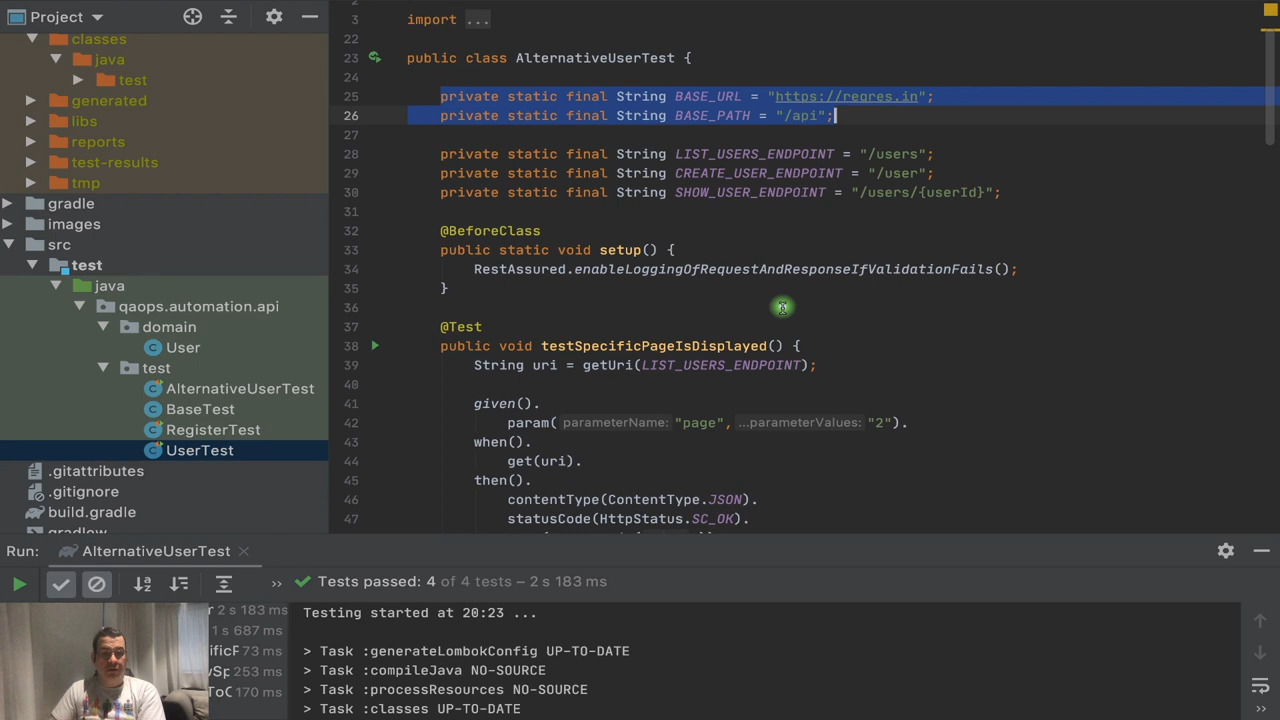 Project
classes
java
test
generated
libs
reports
test-results
tmp
gradle
images
src
test
java
qaops.automation.api
domain
User
test
AlternativeUserTest
BaseTest
RegisterTest
UserTest
.gitattributes
.gitignore
build.gradle
gradlew
3 import ...
22
23 public class AlternativeUserTest {
24
25 private static final String BASE_URL = "https://reqres.in";
26 private static final String BASE_PATH = "/api";
27
28 private static final String LIST_USERS_ENDPOINT = "/users";
29 private static final String CREATE_USER_ENDPOINT = "/user";
30 private static final String SHOW_USER_ENDPOINT = "/users/{userId}";
31
32 @BeforeClass
33 public static void setup() {
34 RestAssured.enableLoggingOfRequestAndResponseIfValidationFails();
35 }
36
37 @Test
38 public void testSpecificPageIsDisplayed() {
39 String uri = getUri(LIST_USERS_ENDPOINT);
40
41 given().
42 param( parameterName: "page", ...parameterValues: "2").
43 when().
44 get(uri).
45 then().
46 contentType(ContentType.JSON).
47 statusCode(HttpStatus.SC_OK).
Run: AlternativeUserTest
>> Tests passed: 4 of 4 tests – 2 s 183 ms
r 2 s 183 ms
1 s 687 ms
ificF 73 ms
wSp 253 ms
ToC 170 ms
Testing started at 20:23 ...
> Task :generateLombokConfig UP-TO-DATE
> Task :compileJava NO-SOURCE
> Task :processResources NO-SOURCE
> Task :classes UP-TO-DATE
>>